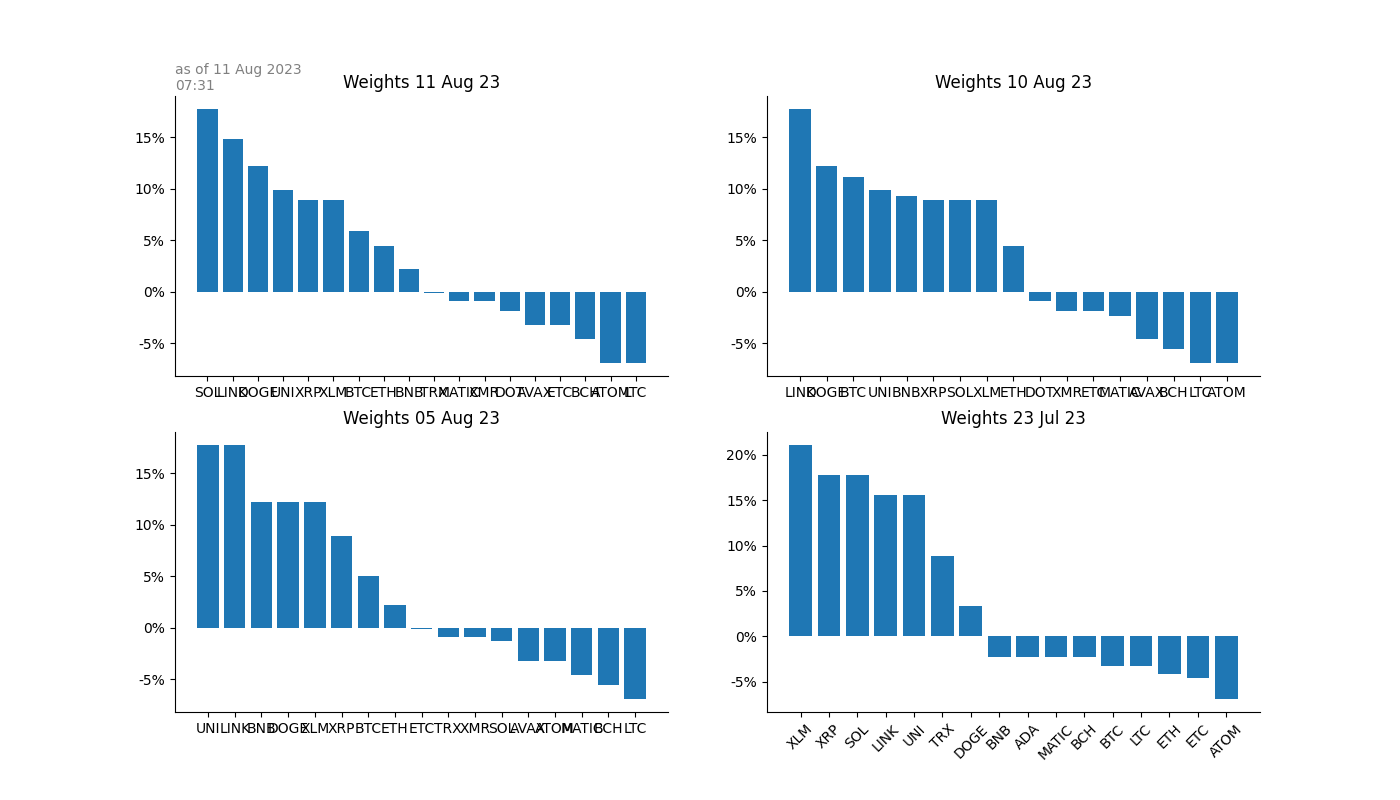 as of 11 Aug 2023
07:31
Weights 11 Aug 23
15%
10%
5%
0%
-5%
SOL LINK DOGE UNI XRP XLM BTC ETH BNB TRX MATIC XMR DOT AVAX ETC BCH ATOM LTC
Weights 10 Aug 23
15%
10%
5%
0%
-5%
LINK DOGE BTC UNI BNB XRP SOL XLM ETH DOT XMR ETC MATIC AVAX BCH LTC ATOM
Weights 05 Aug 23
15%
10%
5%
0%
-5%
UNI LINK BNB DOGE XLM XRP BTC ETH ETC TRX XMR SOL AVAX ATOM MATIC BCH LTC
Weights 23 Jul 23
20%
15%
10%
5%
0%
-5%
XLM XRP SOL LINK UNI TRX DOGE BNB ADA MATIC BCH BTC LTC ETH ETC ATOM